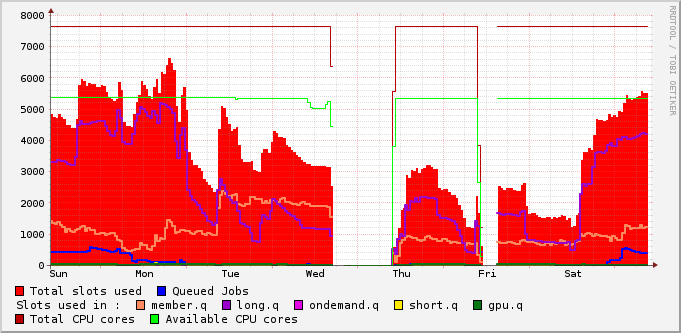 8000
7000
6000
5000
4000
3000
2000
1000
0
Sun Mon Tue Wed Thu Fri Sat
Total slots used Queued Jobs
Slots used in : member.q long.q ondemand.q short.q gpu.q
Total CPU cores Available CPU cores
RRDTOOL / TOBI OETIKER